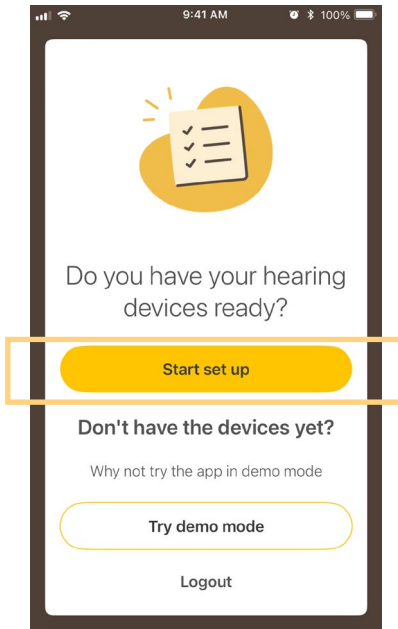 9:41 AM
100%
Do you have your hearing
devices ready?
Start set up
Don't have the devices yet?
Why not try the app in demo mode
Try demo mode
Logout